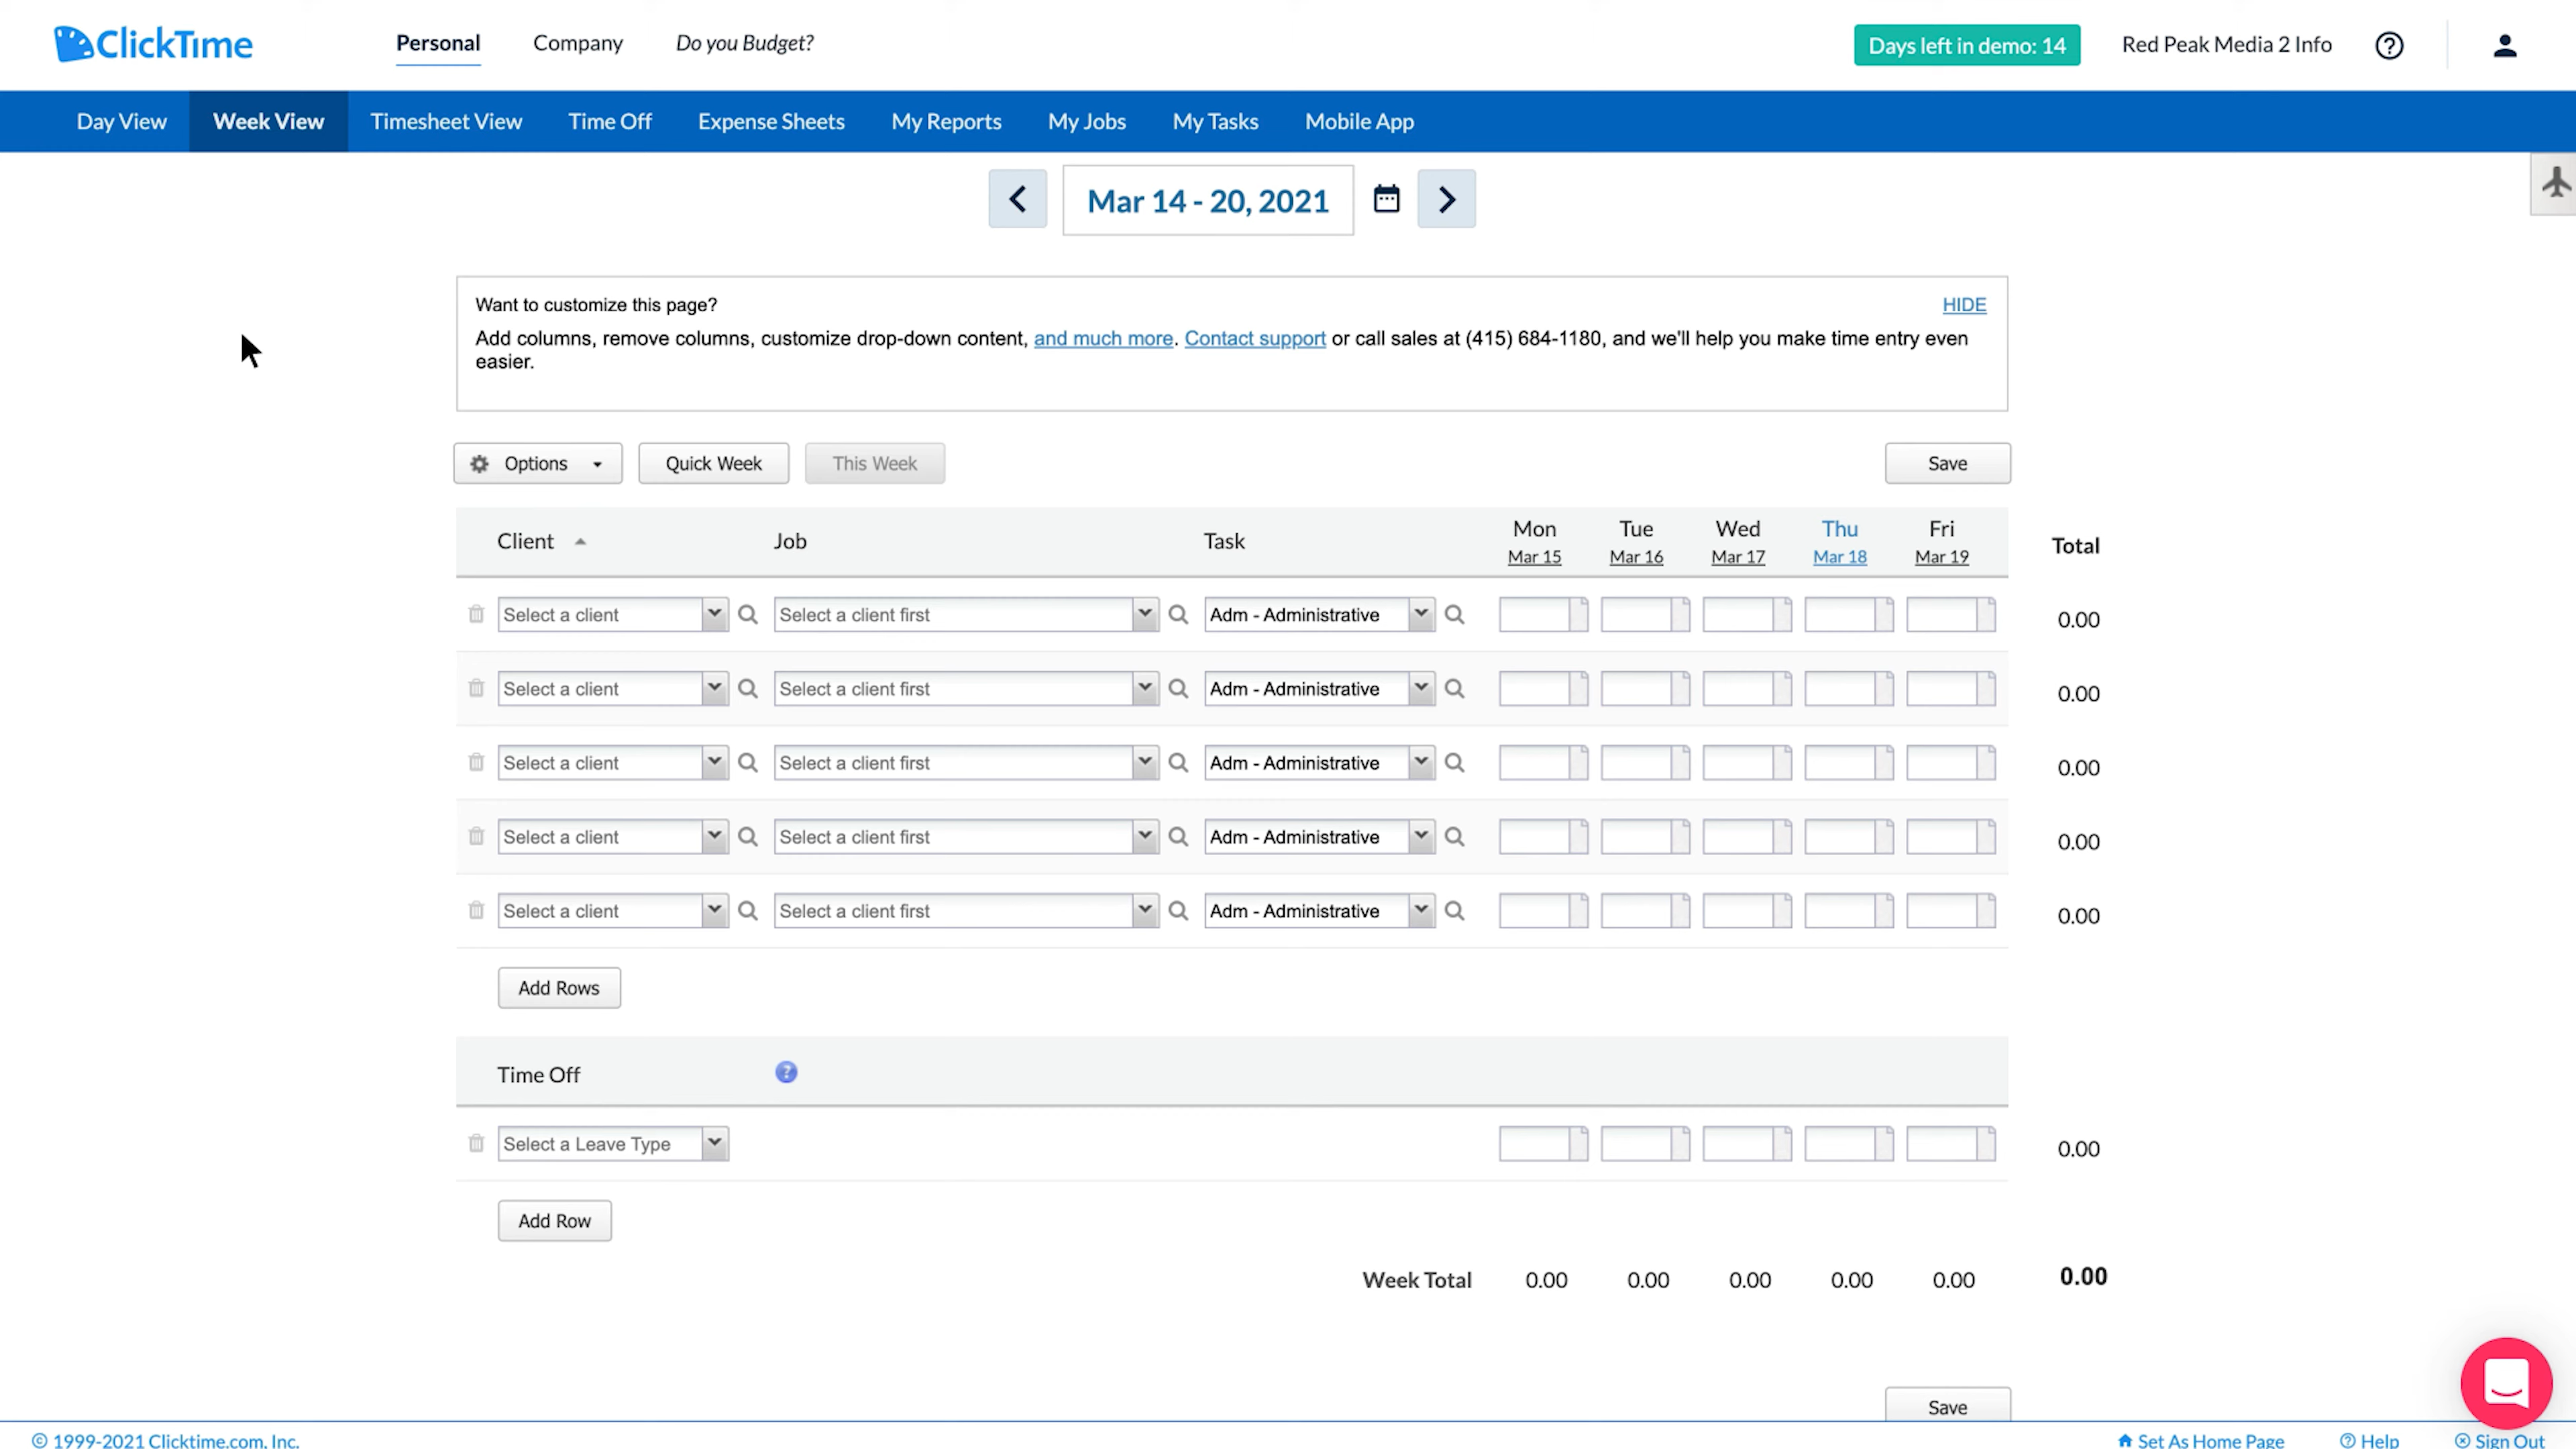 ClickTime
Personal Company Do you Budget? Days left in demo: 14 Red Peak Media 2 Info
Day View Week View Timesheet View Time Off Expense Sheets My Reports My Jobs My Tasks Mobile App
Mar 14 - 20, 2021
Want to customize this page? HIDE
Add columns, remove columns, customize drop-down content, and much more. Contact support or call sales at (415) 684-1180, and we'll help you make time entry even
easier.
Options Quick Week This Week Save
Client Job Task Mon Tue Wed Thu Fri Total
Mar 15 Mar 16 Mar 17 Mar 18 Mar 19
Select a client Select a client first Adm - Administrative 0.00
Select a client Select a client first Adm - Administrative 0.00
Select a client Select a client first Adm - Administrative 0.00
Select a client Select a client first Adm - Administrative 0.00
Select a client Select a client first Adm - Administrative 0.00
Add Rows
Time Off ?
Select a Leave Type 0.00
Add Row
Week Total 0.00 0.00 0.00 0.00 0.00 0.00
Save
© 1999-2021 Clicktime.com, Inc. Set As Home Page Help Sign Out